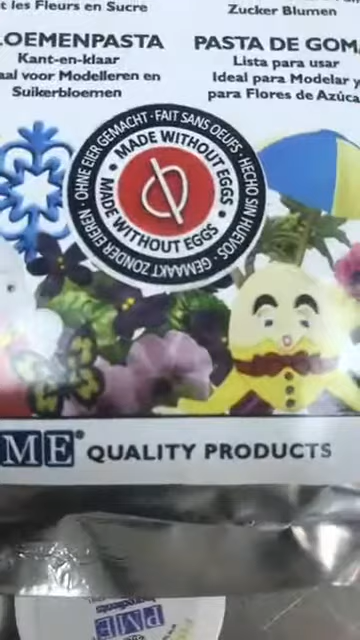 les Fleurs en Sucre
Zucker Blumen
LOEMENPASTA
Kant-en-klaar
aal voor Modelleren en
Suikerbloemen
PASTA DE GOM
Lista para usar
Ideal para Modelar y
para Flores de Azúca
OHNE EIER GEMACHT · FAIT SANS OEUFS · HECHO SIN HUEVOS · GEMAAKT ZONDER EIEREN ·
MADE WITHOUT EGGS ·
MADE WITHOUT EGGS ·
ME® QUALITY PRODUCTS
PME